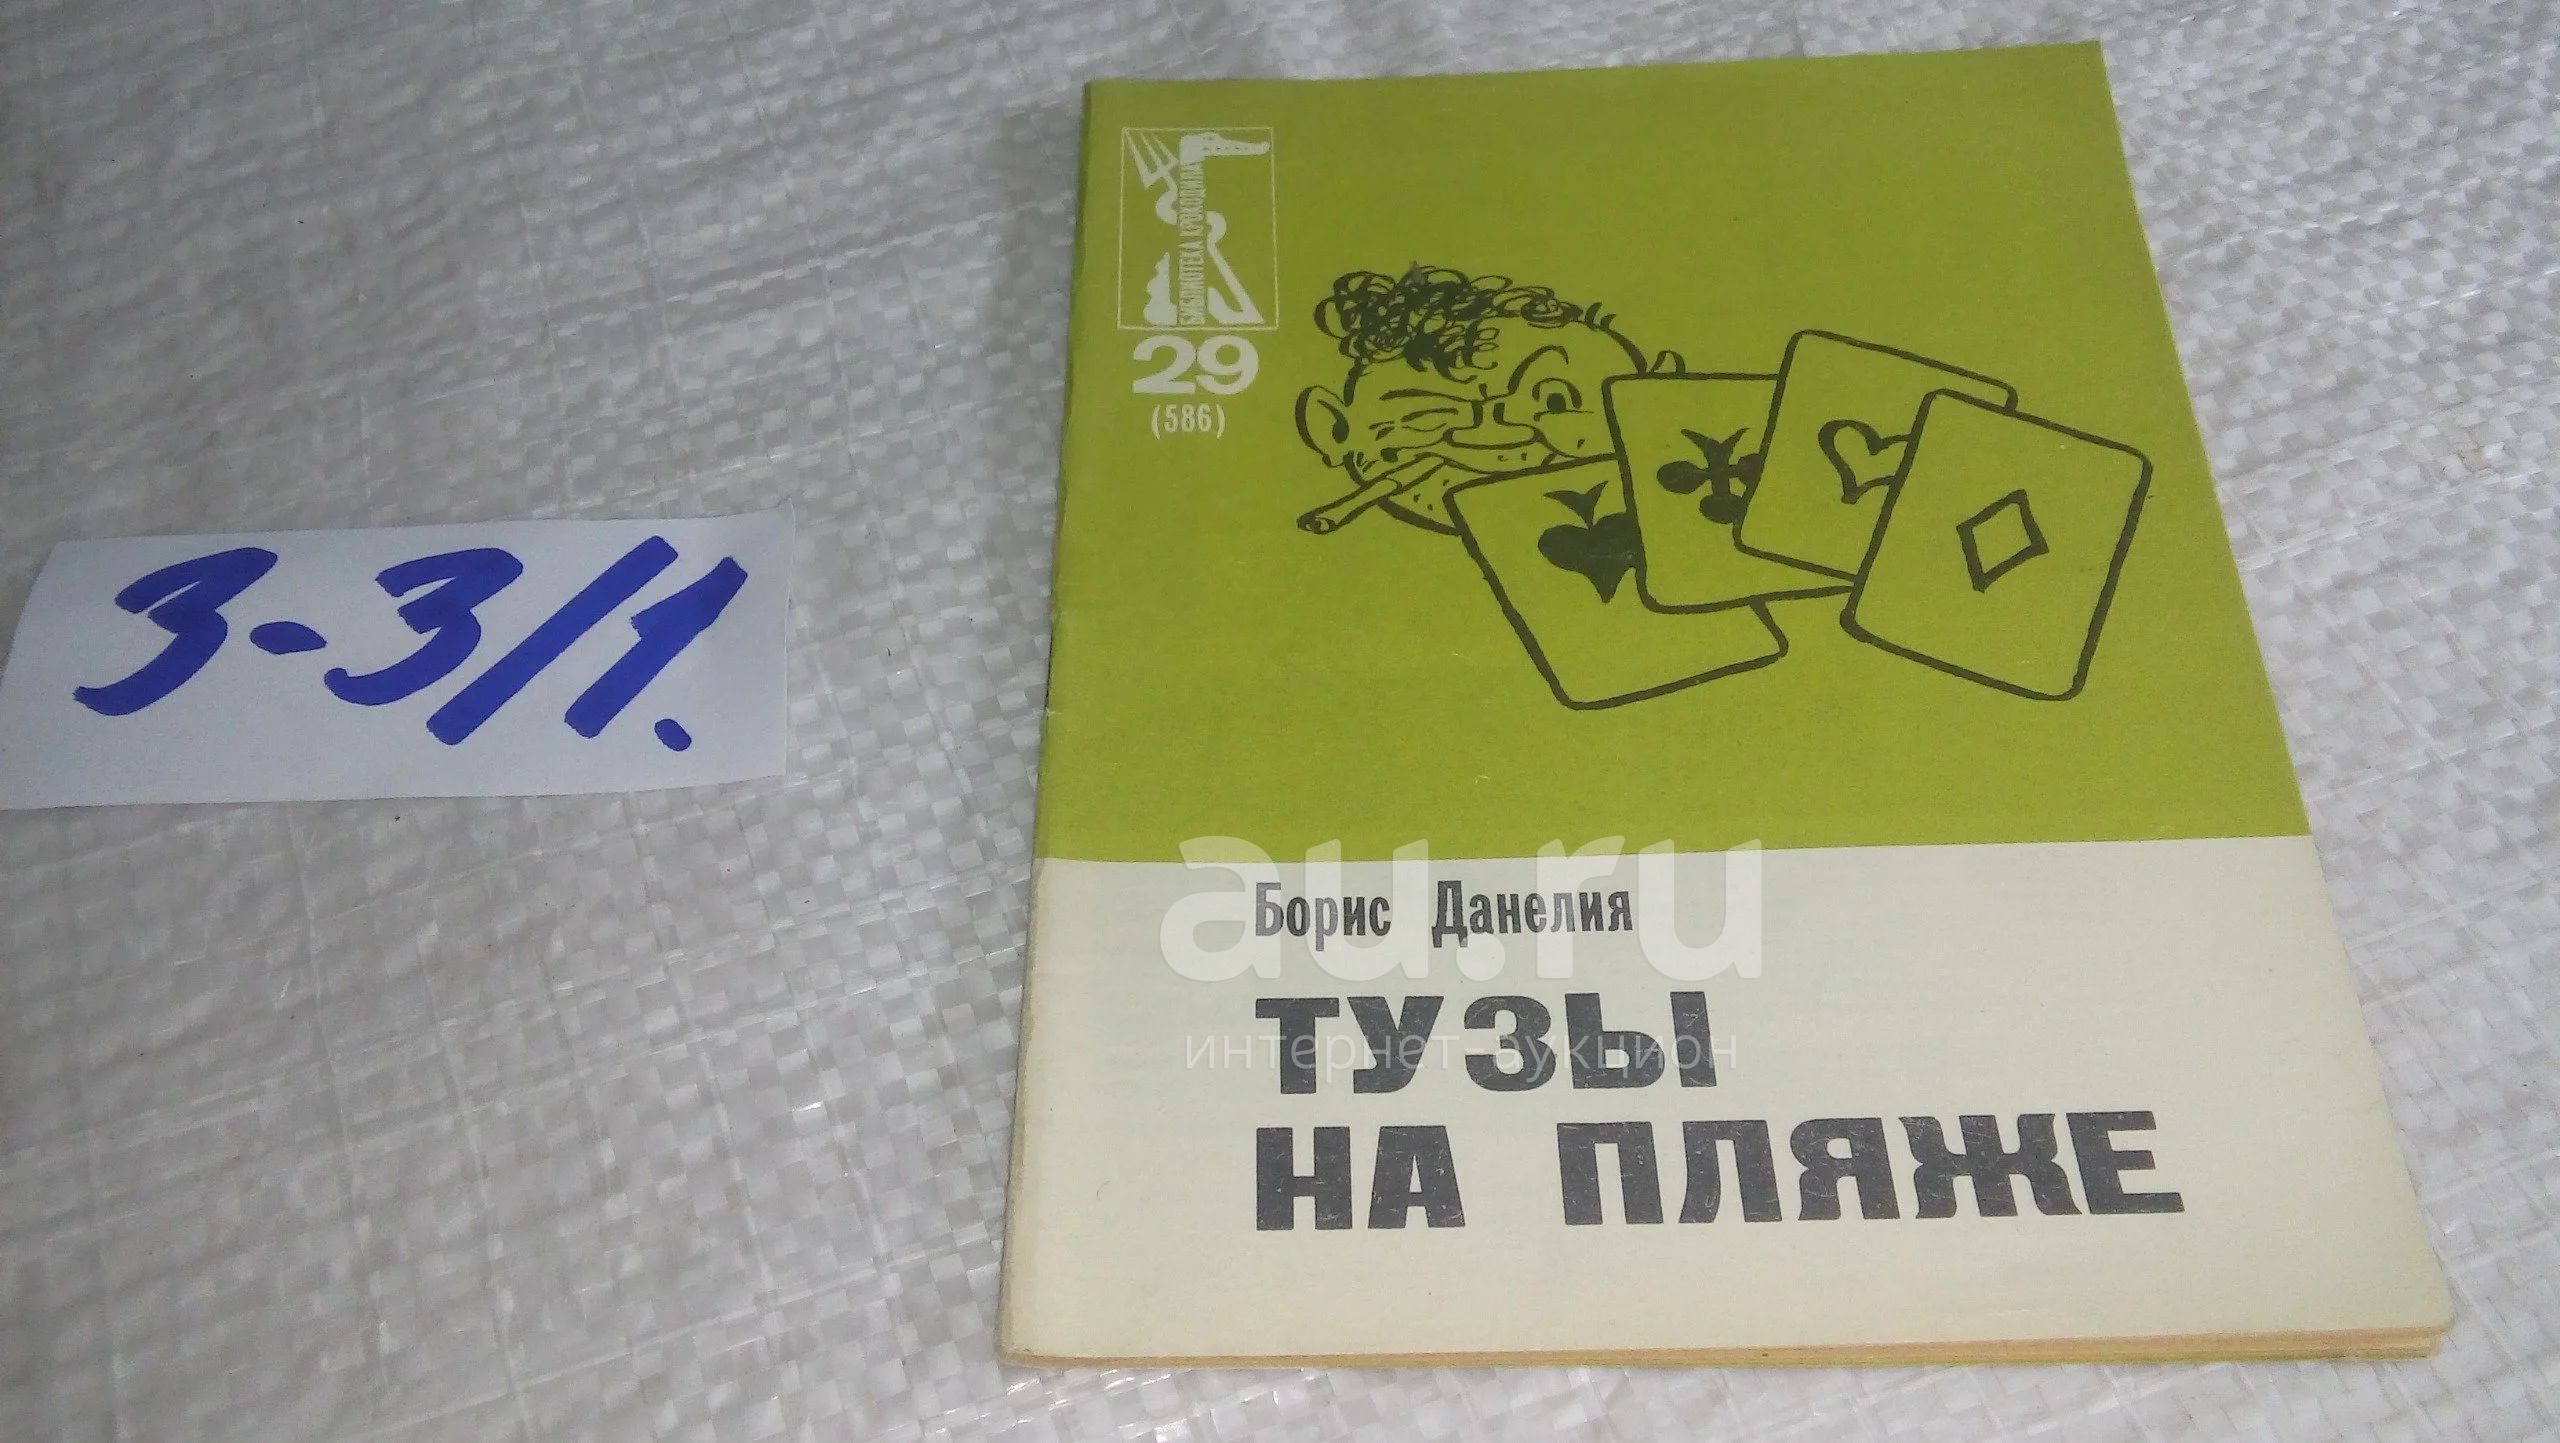 3-3/1.
БИБЛИОТЕКА КРОКОДИЛА
29
(586)
Борис Данелия
ТУЗЫ
НА ПЛЯЖЕ
au.ru
интернет-аукцион